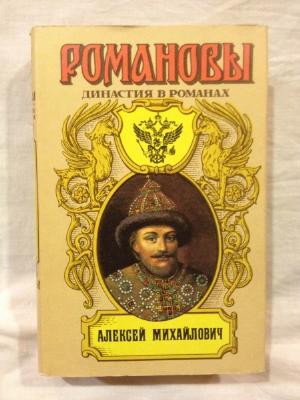 РОМАНОВЫ
ДИНАСТИЯ В РОМАНАХ
АЛЕКСЕЙ МИХАЙЛОВИЧ